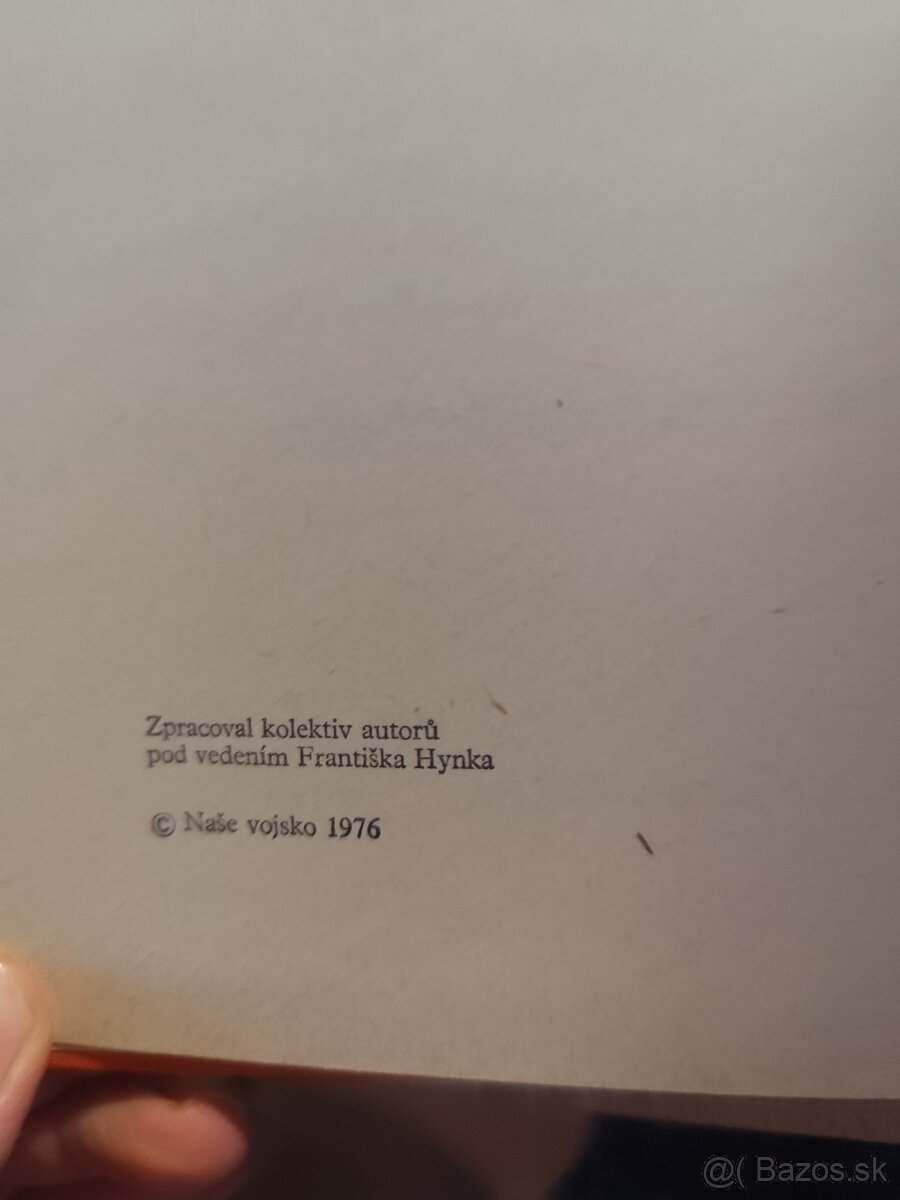 Zpracoval kolektiv autorů
pod vedením Františka Hynka
© Naše vojsko 1976
@( Bazos.sk